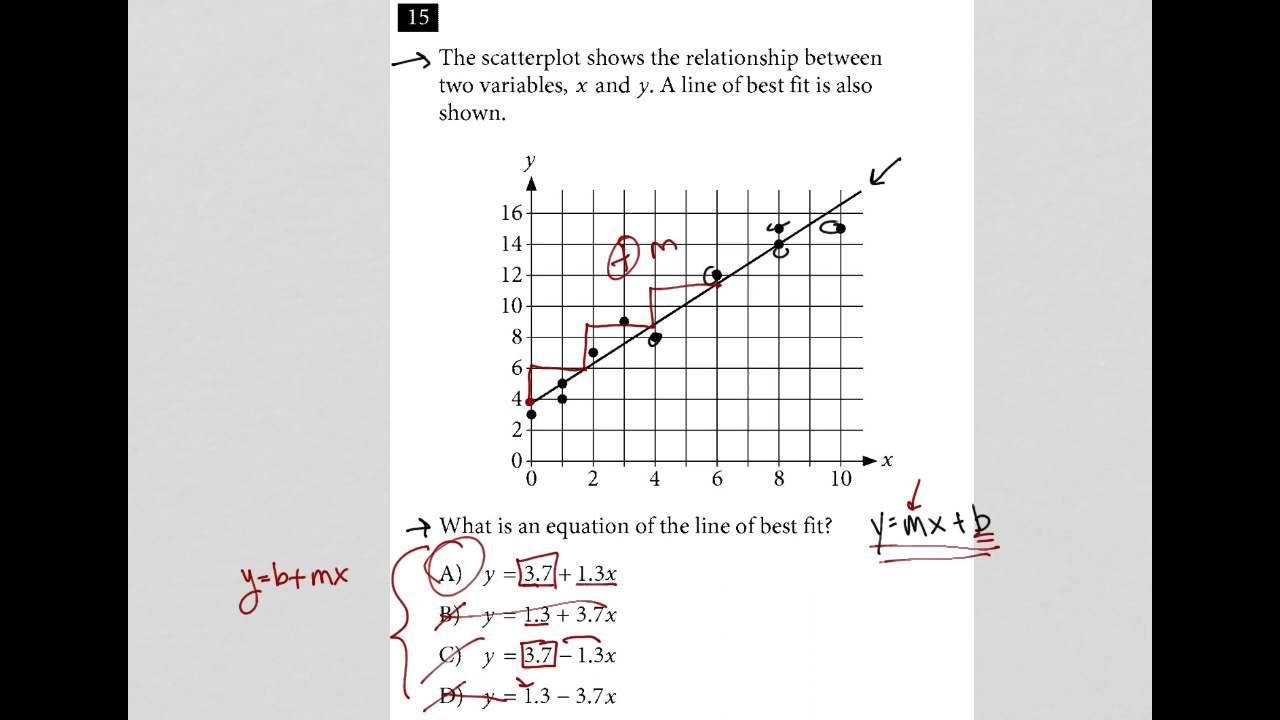 15
The scatterplot shows the relationship between
two variables, x and y. A line of best fit is also
shown.
y
16
14
12
10
8
6
4
2
0
0 2 4 6 8 10 x
+ m
What is an equation of the line of best fit?
y=mx+b
y=b+mx
A) y = 3.7 + 1.3x
B) y = 1.3 + 3.7x
C) y = 3.7 − 1.3x
D) y = 1.3 − 3.7x